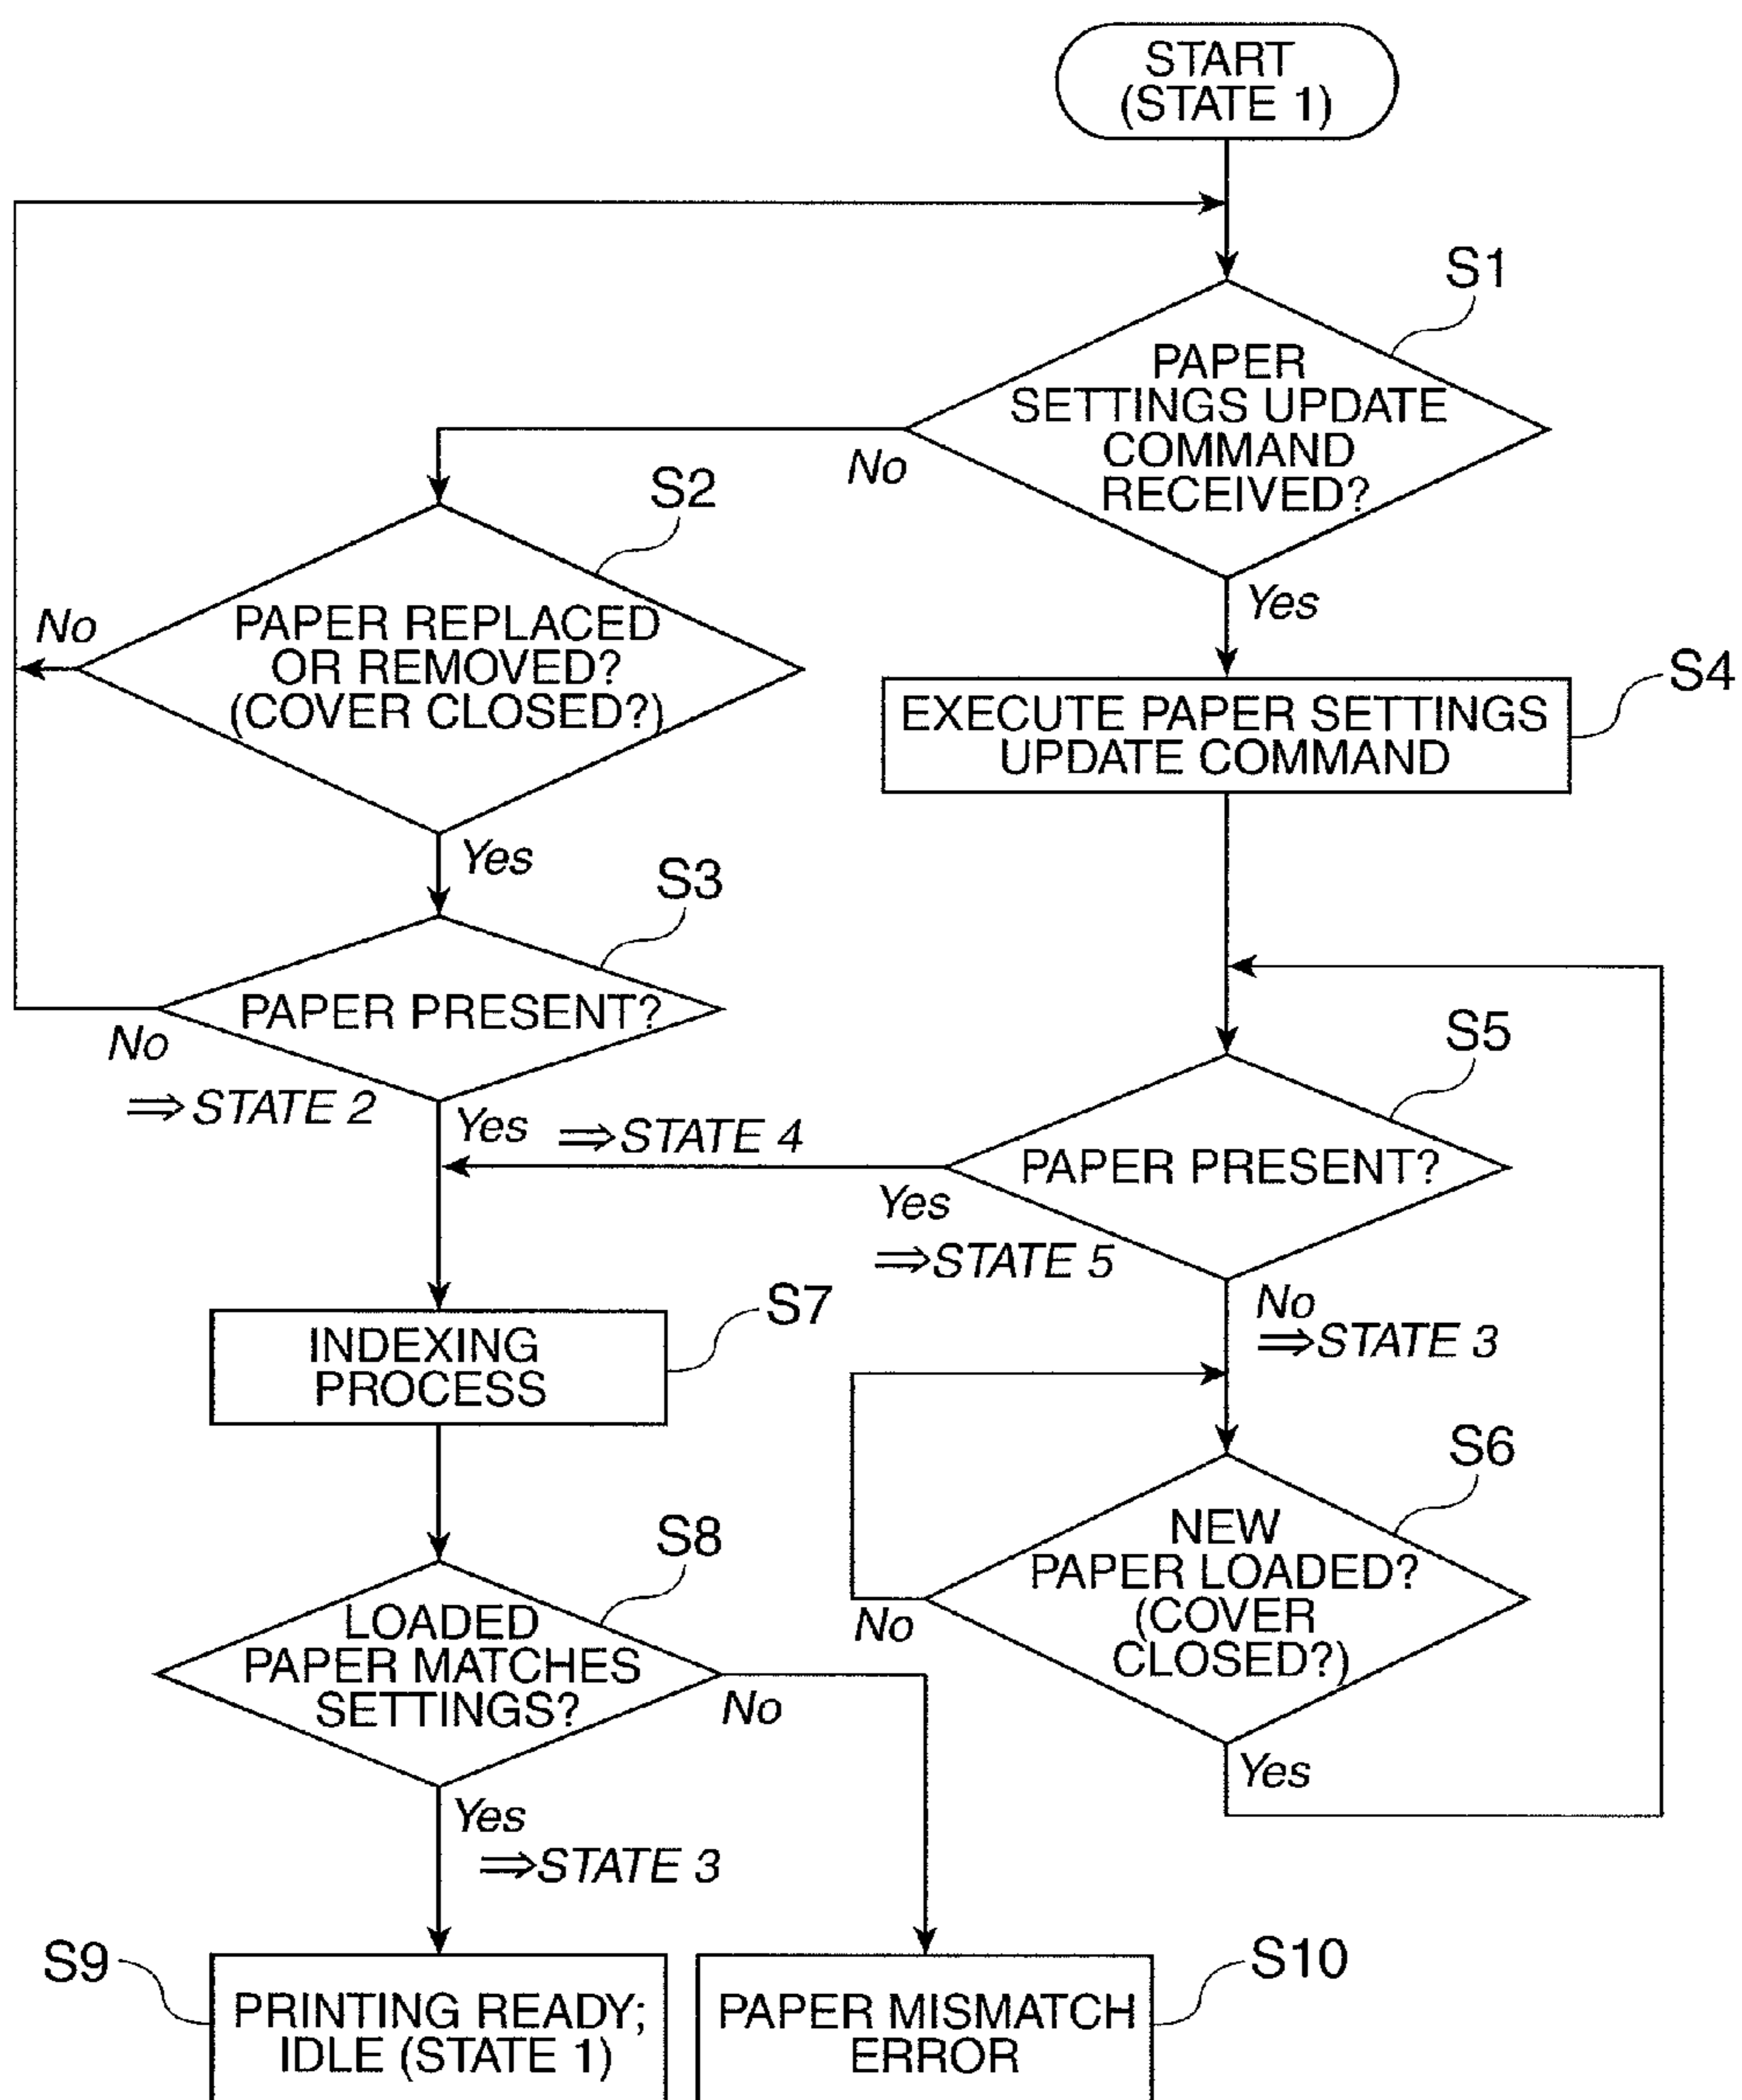 START
(STATE 1)
S1
PAPER
SETTINGS UPDATE
COMMAND
RECEIVED?
No
Yes
S2
PAPER REPLACED
OR REMOVED?
(COVER CLOSED?)
No
Yes
S4
EXECUTE PAPER SETTINGS
UPDATE COMMAND
S3
PAPER PRESENT?
No
⇒STATE 2
Yes
⇒STATE 4
S5
PAPER PRESENT?
Yes
⇒STATE 5
No
⇒STATE 3
S7
INDEXING
PROCESS
S6
NEW
PAPER LOADED?
(COVER
CLOSED?)
No
Yes
S8
LOADED
PAPER MATCHES
SETTINGS?
No
Yes
⇒STATE 3
S9
PRINTING READY;
IDLE (STATE 1)
S10
PAPER MISMATCH
ERROR